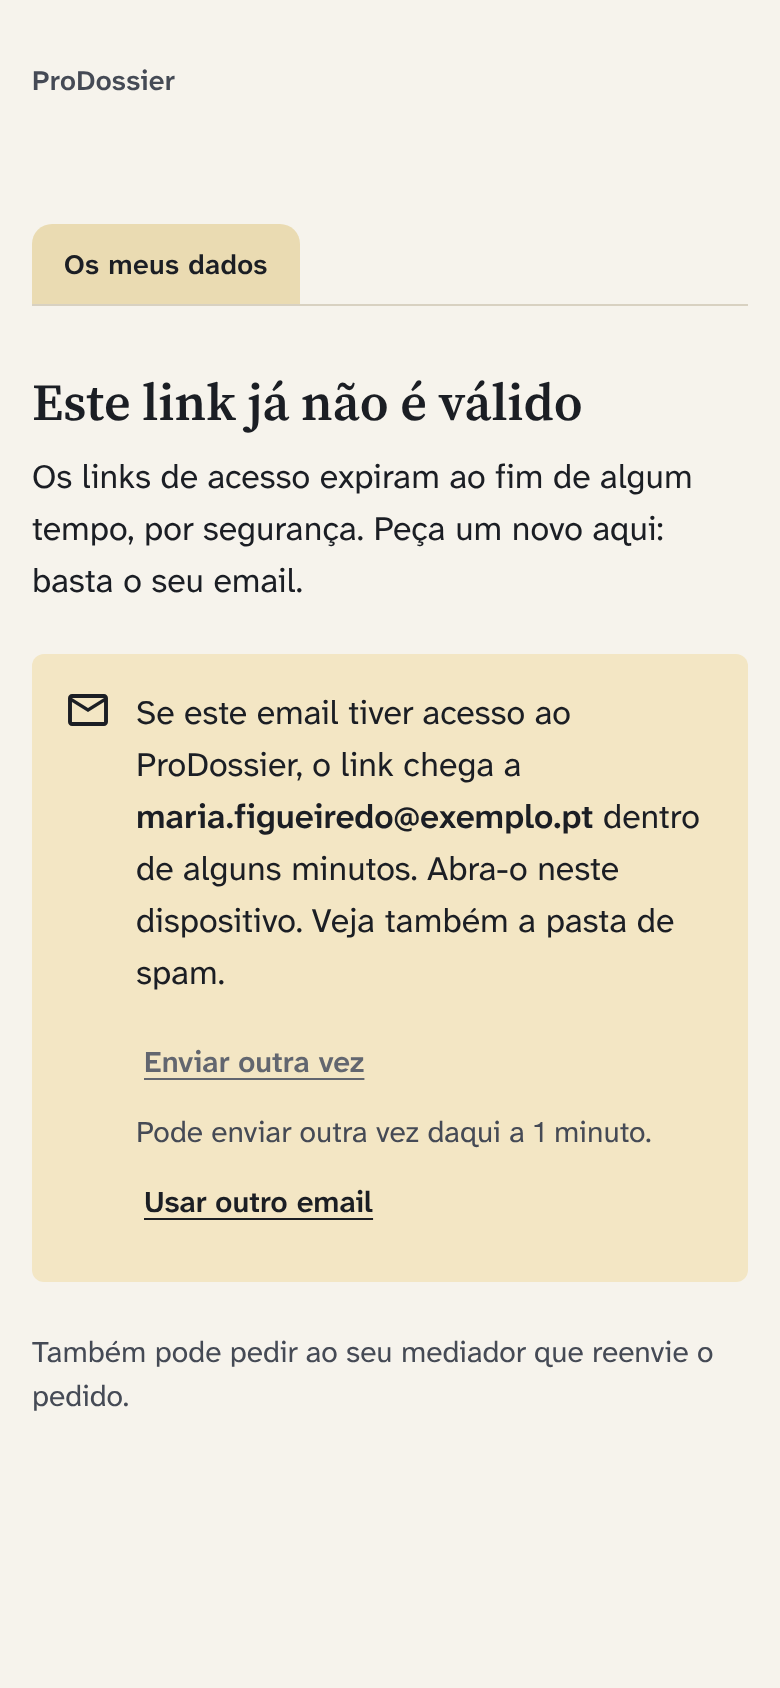 ProDossier
Os meus dados
Este link já não é válido
Os links de acesso expiram ao fim de algum
tempo, por segurança. Peça um novo aqui:
basta o seu email.
Se este email tiver acesso ao
ProDossier, o link chega a
maria.figueiredo@exemplo.pt dentro
de alguns minutos. Abra-o neste
dispositivo. Veja também a pasta de
spam.
Enviar outra vez
Pode enviar outra vez daqui a 1 minuto.
Usar outro email
Também pode pedir ao seu mediador que reenvie o
pedido.